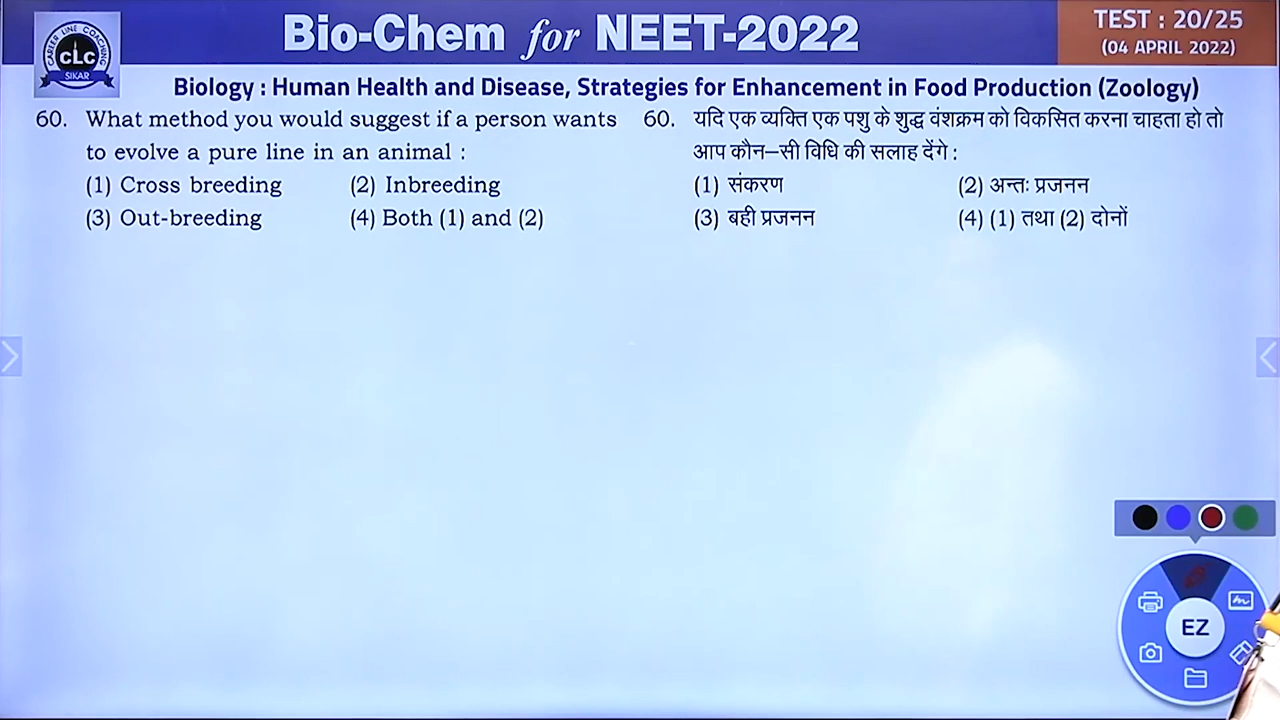 CAREER LINE COACHING
CLC
SIKAR
Bio-Chem for NEET-2022
TEST : 20/25
(04 APRIL 2022)
Biology : Human Health and Disease, Strategies for Enhancement in Food Production (Zoology)
60. What method you would suggest if a person wants
to evolve a pure line in an animal :
(1) Cross breeding (2) Inbreeding
(3) Out-breeding (4) Both (1) and (2)
60. यदि एक व्यक्ति एक पशु के शुद्ध वंशक्रम को विकसित करना चाहता हो तो
आप कौन–सी विधि की सलाह देंगे :
(1) संकरण (2) अन्तः प्रजनन
(3) बही प्रजनन (4) (1) तथा (2) दोनों
EZ